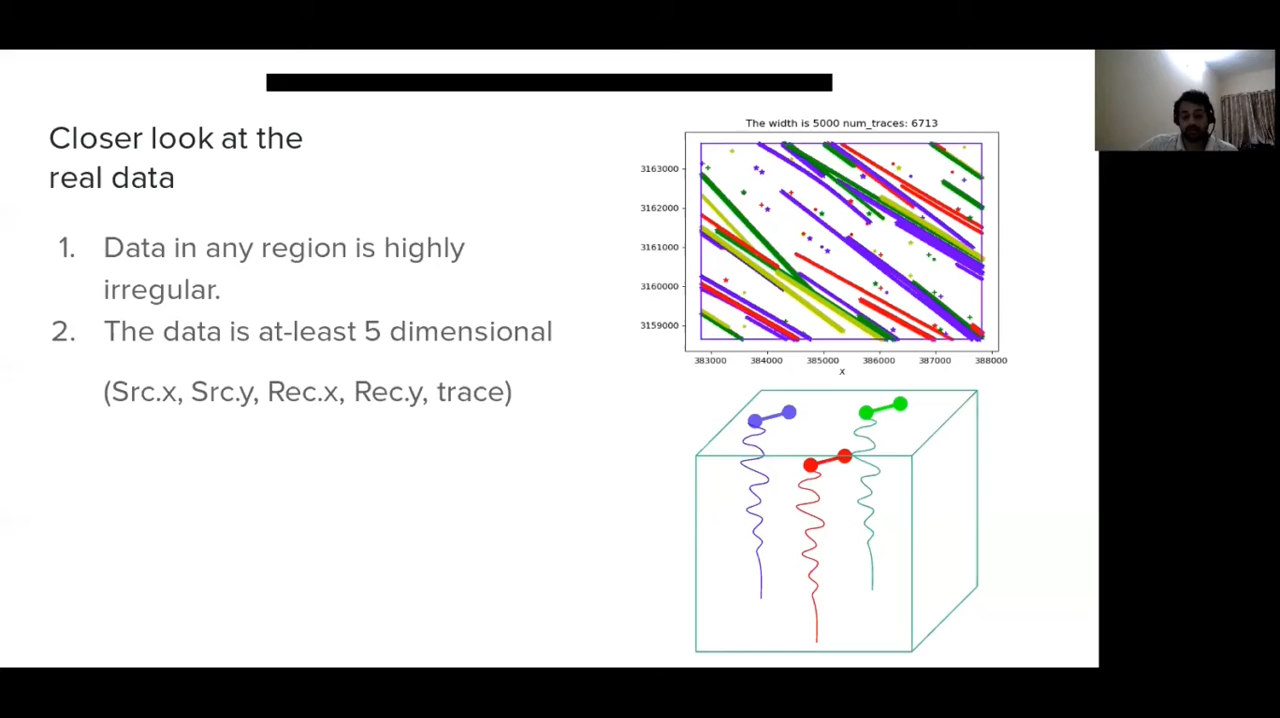 Closer look at the
real data
1. Data in any region is highly
irregular.
2. The data is at-least 5 dimensional
(Src.x, Src.y, Rec.x, Rec.y, trace)
The width is 5000 num_traces: 6713
3163000
3162000
3161000
3160000
3159000
383000 384000 385000 386000 387000 388000
x